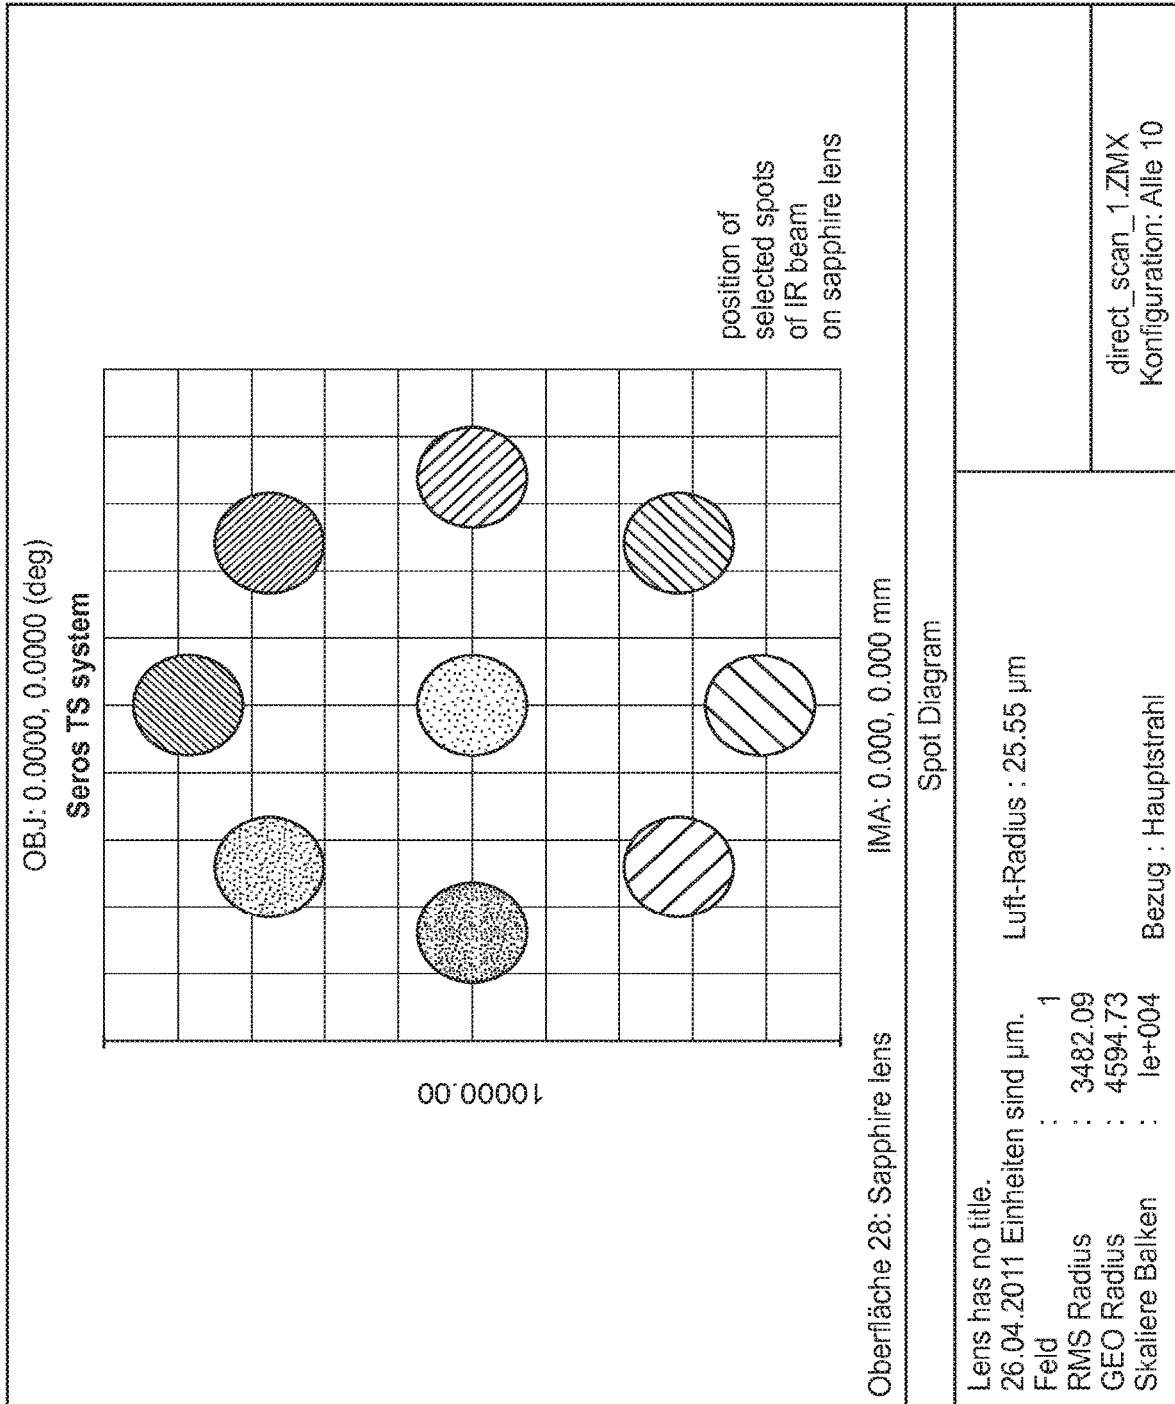 OBJ: 0.0000, 0.0000 (deg)
Seros TS system
10000.00
position of
selected spots
of IR beam
on sapphire lens
Oberfläche 28: Sapphire lens
IMA: 0.000, 0.000 mm
Spot Diagram
Lens has no title.
26.04.2011 Einheiten sind µm. Luft-Radius : 25.55 µm
Feld : 1
RMS Radius : 3482.09
GEO Radius : 4594.73
Skaliere Balken : le+004 Bezug : Hauptstrahl
direct_scan_1.ZMX
Konfiguration: Alle 10